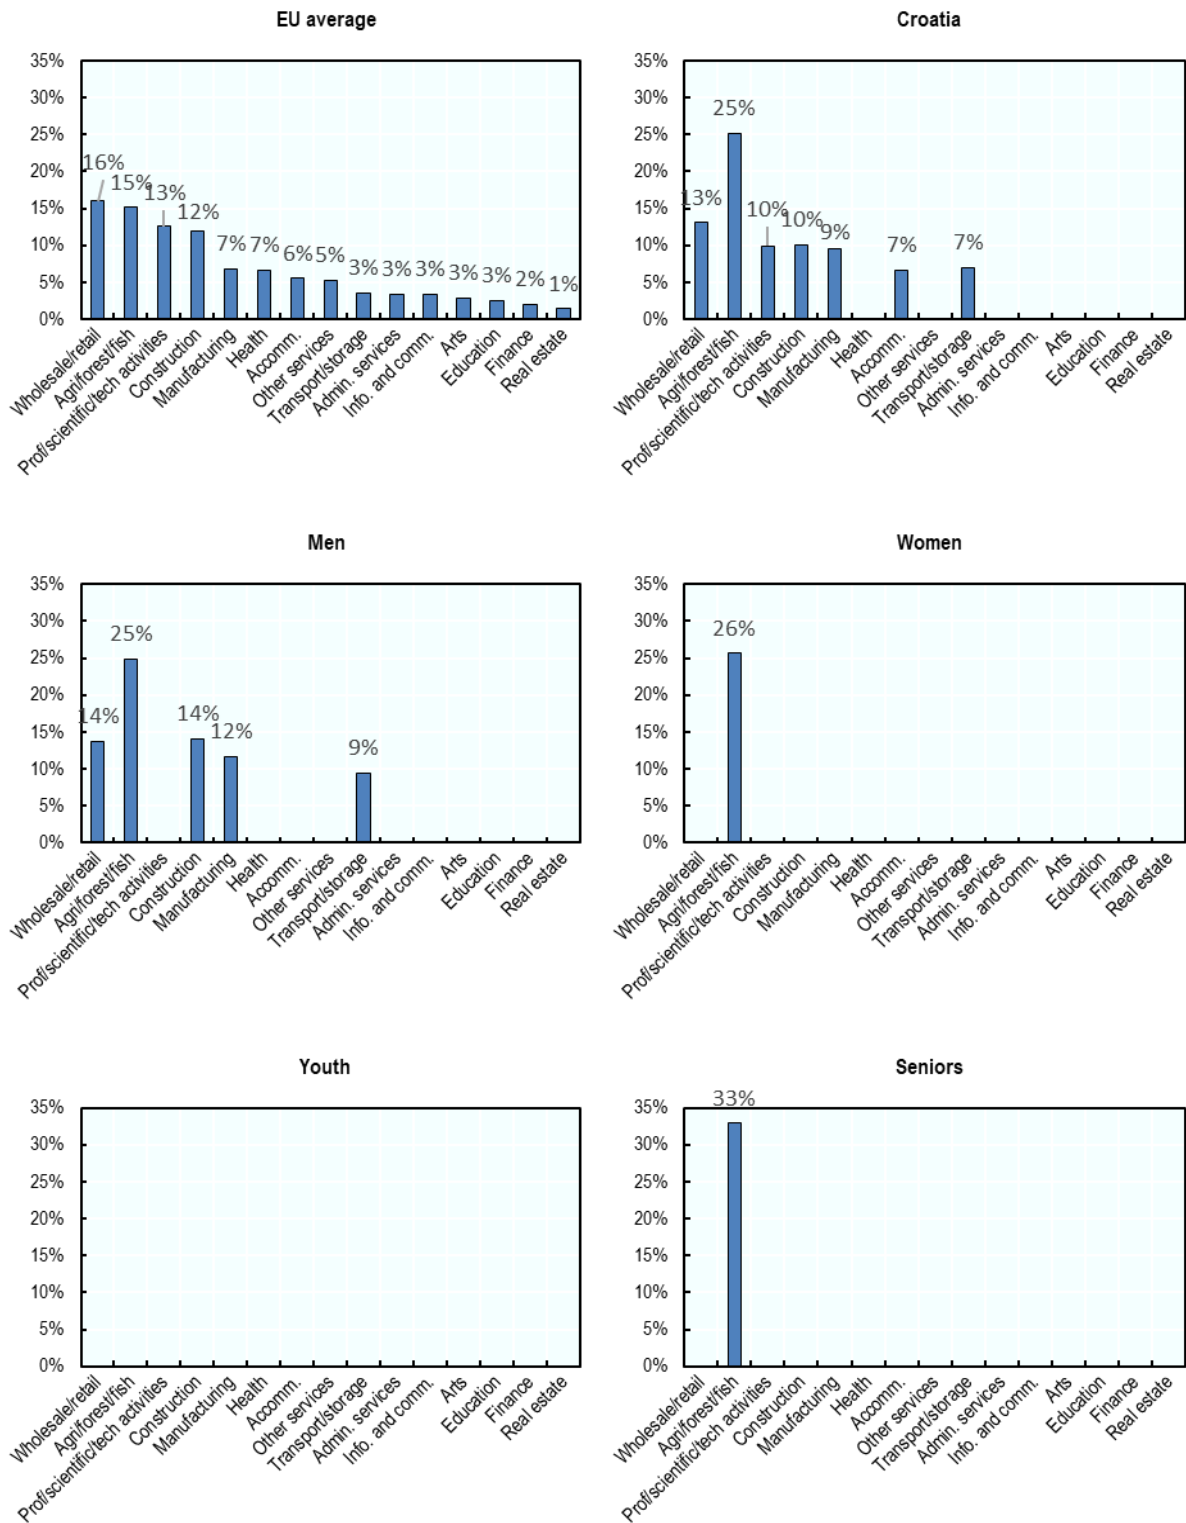 EU average
35%
30%
25%
20%
15%
10%
5%
0%
16%
15%
13%
12%
7%
7%
6%
5%
3%
3%
3%
3%
3%
2%
1%
Wholesale/retail
Agri/forest/fish
Prof/scientific/tech activities
Construction
Manufacturing
Health
Accomm.
Other services
Transport/storage
Admin. services
Info. and comm.
Arts
Education
Finance
Real estate
Croatia
35%
30%
25%
20%
15%
10%
5%
0%
13%
25%
10%
10%
9%
7%
7%
Wholesale/retail
Agri/forest/fish
Prof/scientific/tech activities
Construction
Manufacturing
Health
Accomm.
Other services
Transport/storage
Admin. services
Info. and comm.
Arts
Education
Finance
Real estate
Men
35%
30%
25%
20%
15%
10%
5%
0%
14%
25%
14%
12%
9%
Wholesale/retail
Agri/forest/fish
Prof/scientific/tech activities
Construction
Manufacturing
Health
Accomm.
Other services
Transport/storage
Admin. services
Info. and comm.
Arts
Education
Finance
Real estate
Women
35%
30%
25%
20%
15%
10%
5%
0%
26%
Wholesale/retail
Agri/forest/fish
Prof/scientific/tech activities
Construction
Manufacturing
Health
Accomm.
Other services
Transport/storage
Admin. services
Info. and comm.
Arts
Education
Finance
Real estate
Youth
35%
30%
25%
20%
15%
10%
5%
0%
Wholesale/retail
Agri/forest/fish
Prof/scientific/tech activities
Construction
Manufacturing
Health
Accomm.
Other services
Transport/storage
Admin. services
Info. and comm.
Arts
Education
Finance
Real estate
Seniors
35%
30%
25%
20%
15%
10%
5%
0%
33%
Wholesale/retail
Agri/forest/fish
Prof/scientific/tech activities
Construction
Manufacturing
Health
Accomm.
Other services
Transport/storage
Admin. services
Info. and comm.
Arts
Education
Finance
Real estate